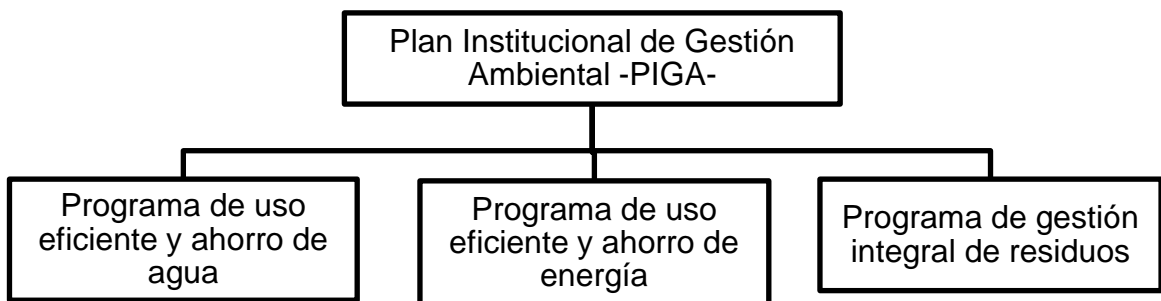 Plan Institucional de Gestión
Ambiental -PIGA-
Programa de uso
eficiente y ahorro de
agua
Programa de uso
eficiente y ahorro de
energía
Programa de gestión
integral de residuos